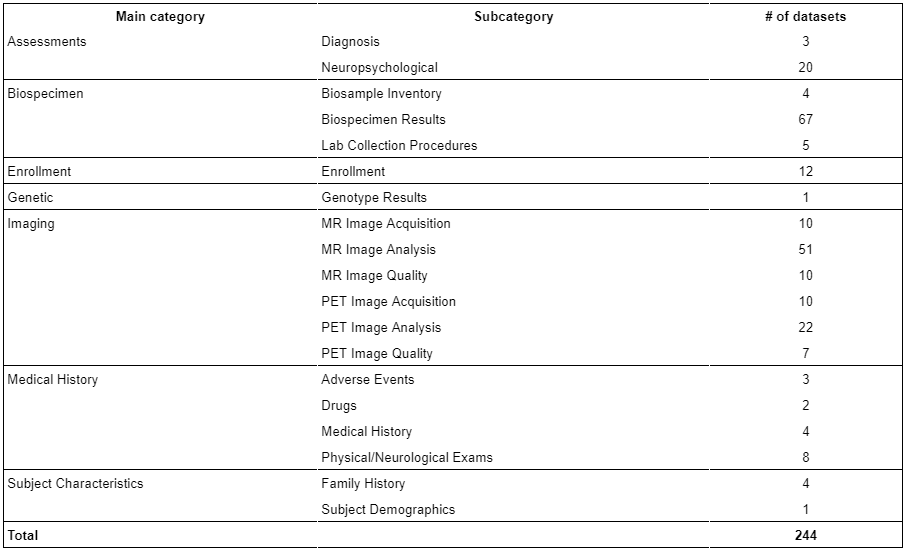 Main category Subcategory # of datasets
Assessments Diagnosis 3
Neuropsychological 20
Biospecimen Biosample Inventory 4
Biospecimen Results 67
Lab Collection Procedures 5
Enrollment Enrollment 12
Genetic Genotype Results 1
Imaging MR Image Acquisition 10
MR Image Analysis 51
MR Image Quality 10
PET Image Acquisition 10
PET Image Analysis 22
PET Image Quality 7
Medical History Adverse Events 3
Drugs 2
Medical History 4
Physical/Neurological Exams 8
Subject Characteristics Family History 4
Subject Demographics 1
Total 244